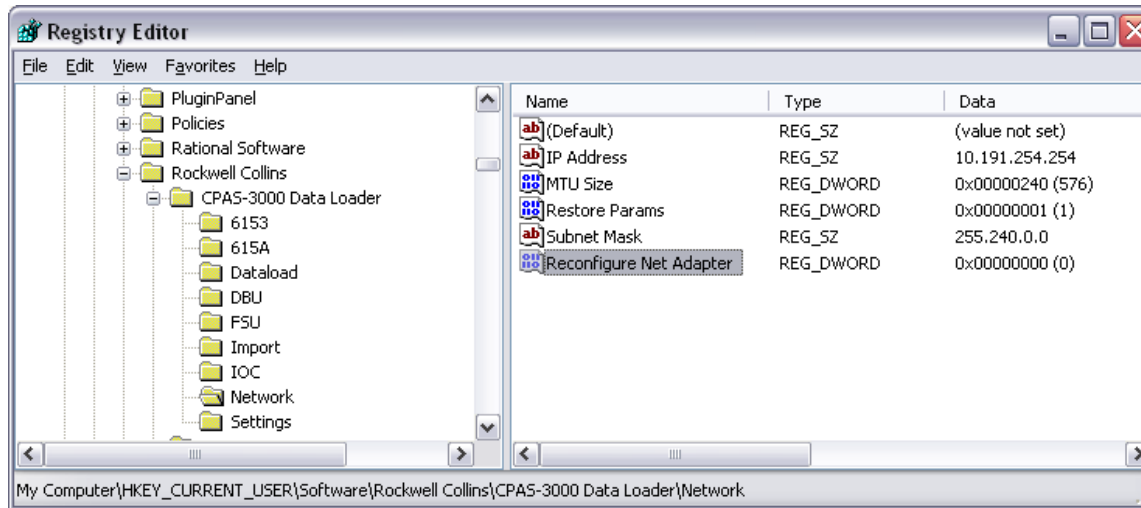 Registry Editor
File Edit View Favorites Help
PluginPanel
Policies
Rational Software
Rockwell Collins
CPAS-3000 Data Loader
6153
615A
Dataload
DBU
FSU
Import
IOC
Network
Settings
Name Type Data
(Default) REG_SZ (value not set)
IP Address REG_SZ 10.191.254.254
MTU Size REG_DWORD 0x00000240 (576)
Restore Params REG_DWORD 0x00000001 (1)
Subnet Mask REG_SZ 255.240.0.0
Reconfigure Net Adapter REG_DWORD 0x00000000 (0)
My Computer\HKEY_CURRENT_USER\Software\Rockwell Collins\CPAS-3000 Data Loader\Network